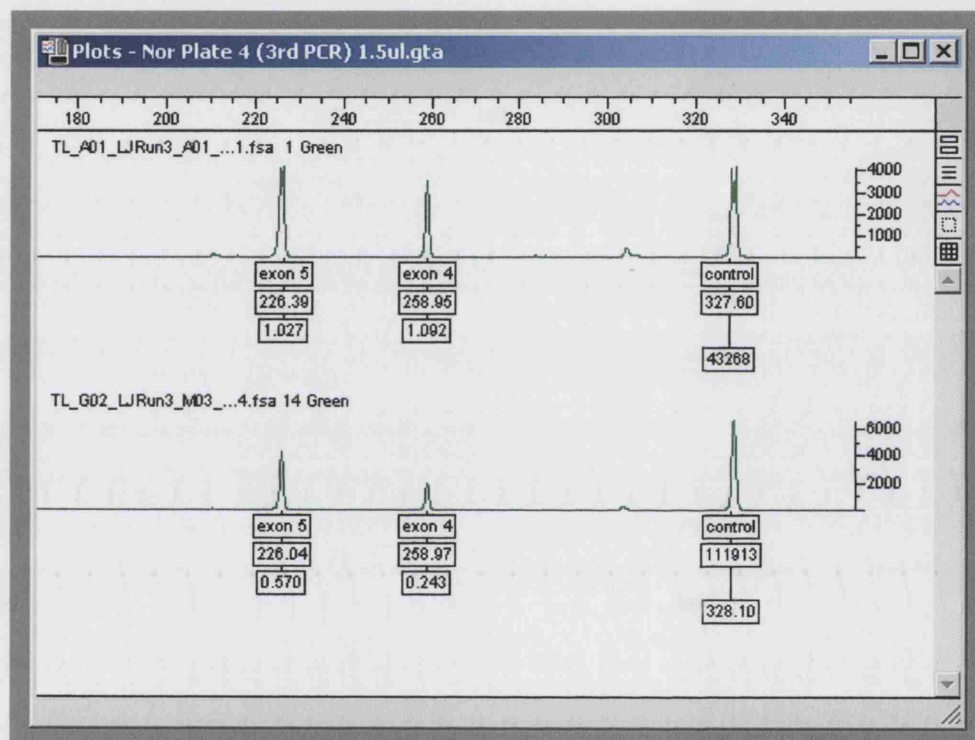 Plots - Nor Plate 4 (3rd PCR) 1.5ul.gta
180 200 220 240 260 280 300 320 340
TL_A01_LJRun3_A01_...1.fsa 1 Green
4000
3000
2000
1000
exon 5 exon 4 control
226.39 258.95 327.60
1.027 1.092
43268
TL_G02_LJRun3_M03_...4.fsa 14 Green
6000
4000
2000
exon 5 exon 4 control
226.04 258.97 111913
0.570 0.243
328.10